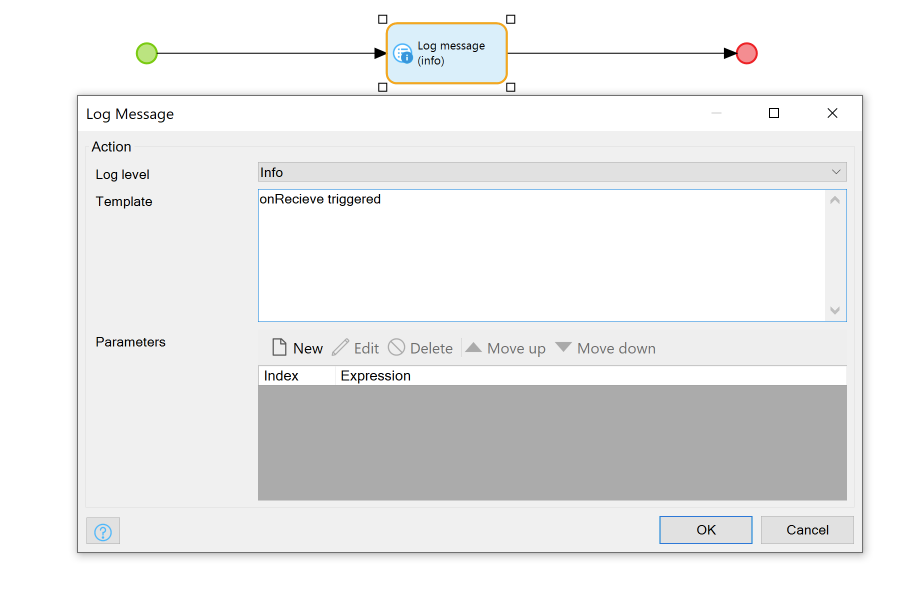 Log message
(info)
Log Message
Action
Log level
Info
Template
onRecieve triggered
Parameters
New Edit Delete Move up Move down
Index Expression
OK Cancel